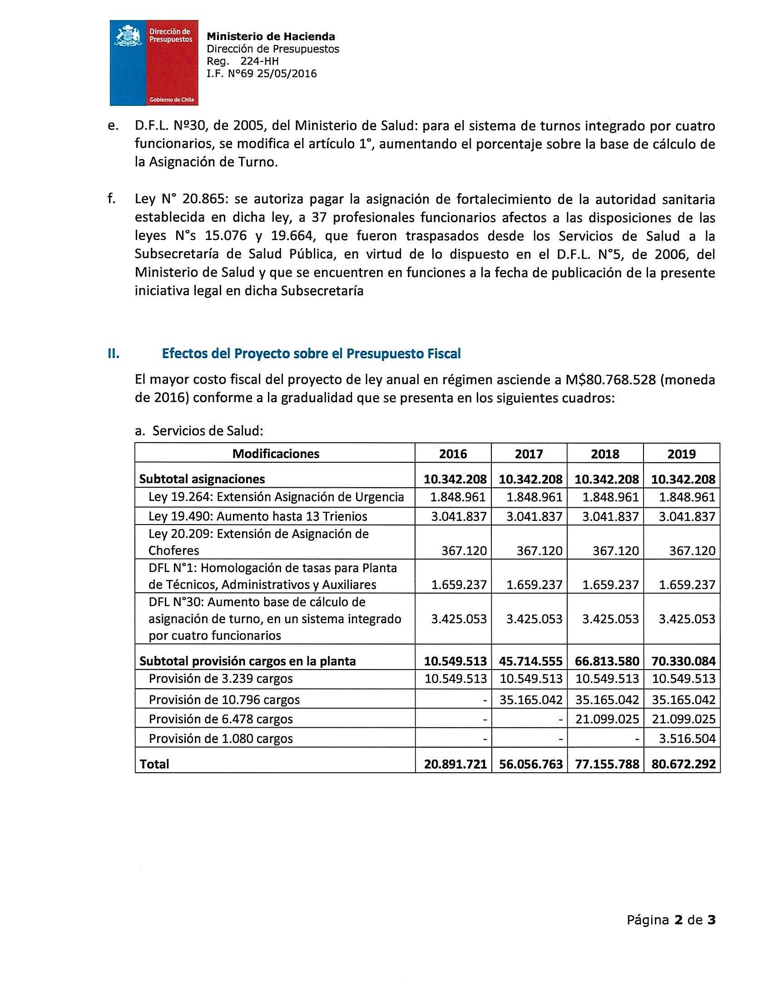 Dirección de
Presupuestos
Gobierno de Chile
Ministerio de Hacienda
Dirección de Presupuestos
Reg. 224-HH
I.F. N°69 25/05/2016
e. D.F.L. Nº30, de 2005, del Ministerio de Salud: para el sistema de turnos integrado por cuatro
funcionarios, se modifica el artículo 1°, aumentando el porcentaje sobre la base de cálculo de
la Asignación de Turno.
f. Ley N° 20.865: se autoriza pagar la asignación de fortalecimiento de la autoridad sanitaria
establecida en dicha ley, a 37 profesionales funcionarios afectos a las disposiciones de las
leyes N°s 15.076 y 19.664, que fueron traspasados desde los Servicios de Salud a la
Subsecretaría de Salud Pública, en virtud de lo dispuesto en el D.F.L. N°5, de 2006, del
Ministerio de Salud y que se encuentren en funciones a la fecha de publicación de la presente
iniciativa legal en dicha Subsecretaría
II. Efectos del Proyecto sobre el Presupuesto Fiscal
El mayor costo fiscal del proyecto de ley anual en régimen asciende a M$80.768.528 (moneda
de 2016) conforme a la gradualidad que se presenta en los siguientes cuadros:
a. Servicios de Salud:
Modificaciones 2016 2017 2018 2019
Subtotal asignaciones 10.342.208 10.342.208 10.342.208 10.342.208
Ley 19.264: Extensión Asignación de Urgencia 1.848.961 1.848.961 1.848.961 1.848.961
Ley 19.490: Aumento hasta 13 Trienios 3.041.837 3.041.837 3.041.837 3.041.837
Ley 20.209: Extensión de Asignación de
Choferes 367.120 367.120 367.120 367.120
DFL N°1: Homologación de tasas para Planta
de Técnicos, Administrativos y Auxiliares 1.659.237 1.659.237 1.659.237 1.659.237
DFL N°30: Aumento base de cálculo de
asignación de turno, en un sistema integrado 3.425.053 3.425.053 3.425.053 3.425.053
por cuatro funcionarios
Subtotal provisión cargos en la planta 10.549.513 45.714.555 66.813.580 70.330.084
Provisión de 3.239 cargos 10.549.513 10.549.513 10.549.513 10.549.513
Provisión de 10.796 cargos - 35.165.042 35.165.042 35.165.042
Provisión de 6.478 cargos - - 21.099.025 21.099.025
Provisión de 1.080 cargos - - - 3.516.504
Total 20.891.721 56.056.763 77.155.788 80.672.292
Página 2 de 3